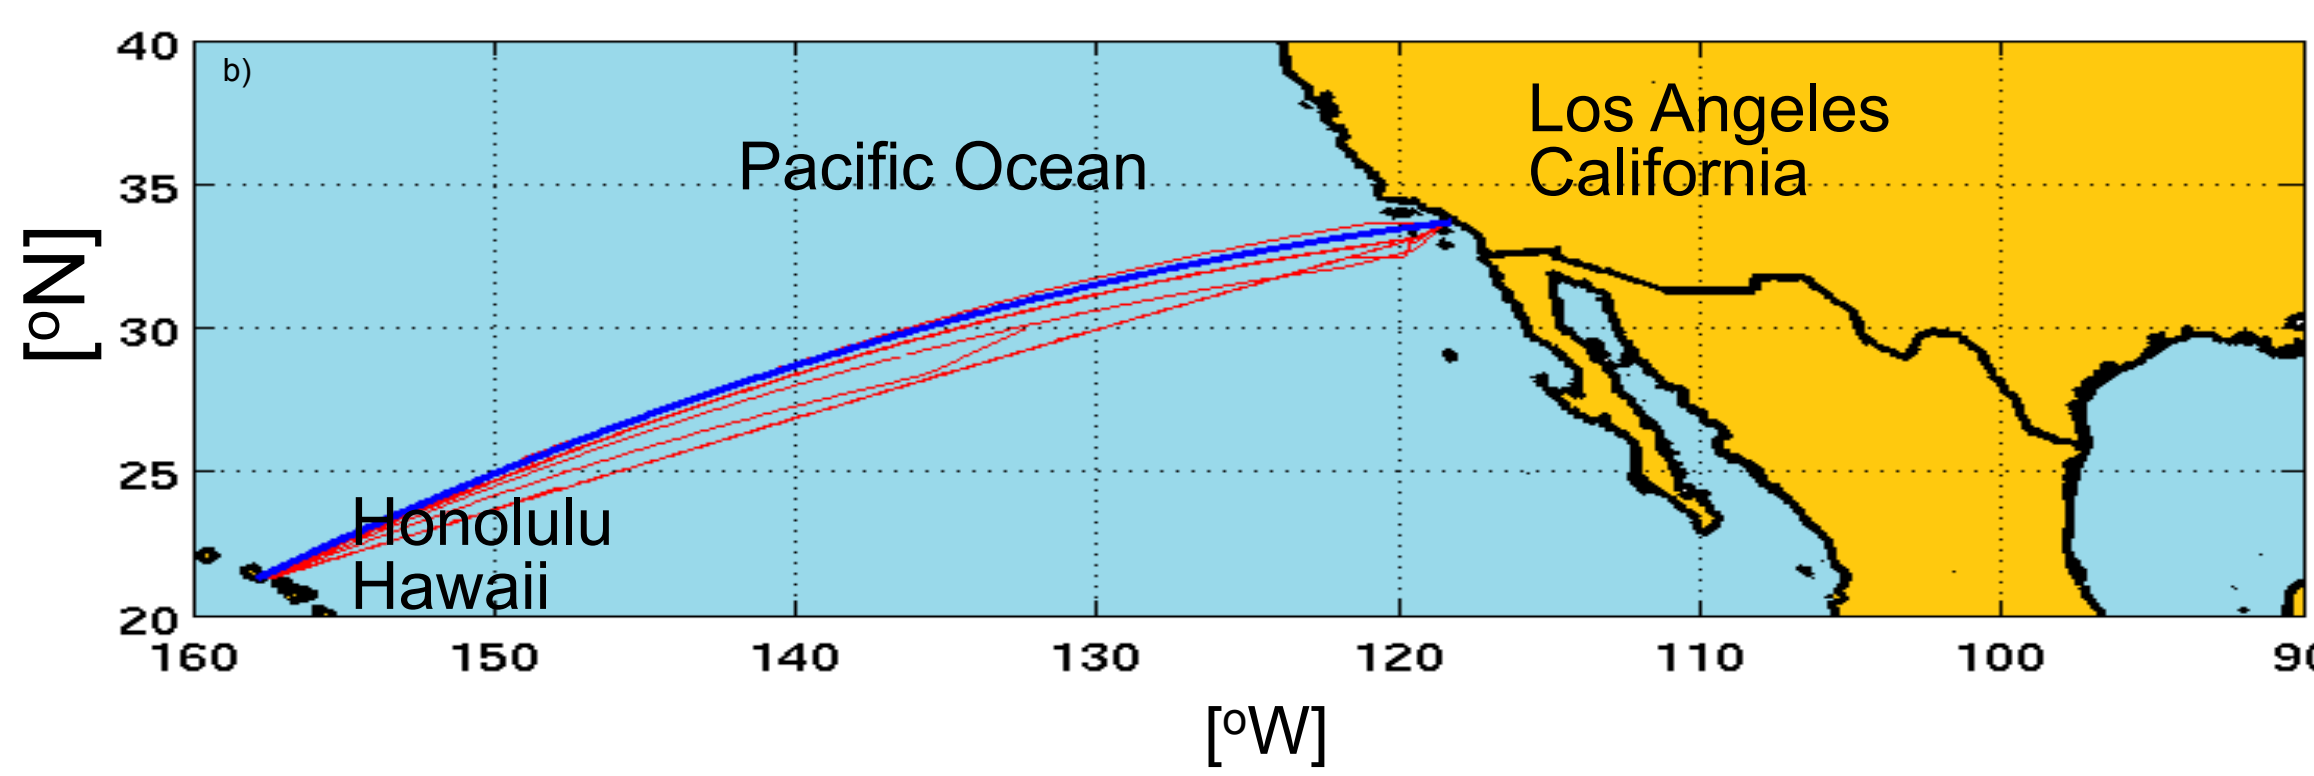 40
b)
Los Angeles
California
Pacific Ocean
35
[oN]
30
25
Honolulu
Hawaii
20
160 150 140 130 120 110 100 90
[oW]